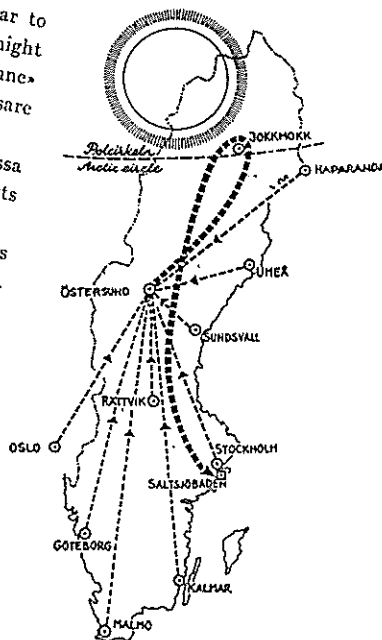 ar to
night
ane»
sare
ssa
ts
s
JOKKMOKK
Polcirkeln
Arctic circle
HAPARANDA
UMEÅ
ÖSTERSUND
SUNDSVALL
RÄTTVIK
OSLO
STOCKHOLM
SALTSJÖBADEN
GÖTEBORG
KALMAR
MALMÖ